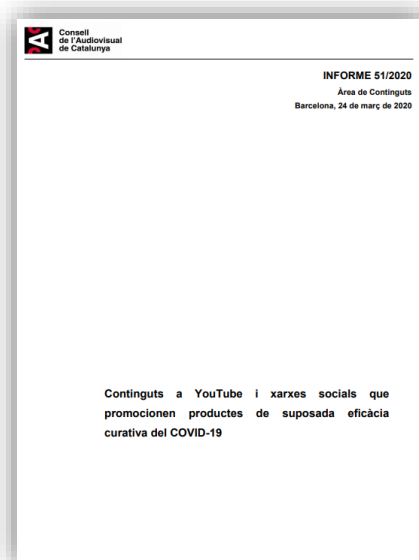 Consell
de l'Audiovisual
de Catalunya
INFORME 51/2020
Àrea de Continguts
Barcelona, 24 de març de 2020
Continguts a YouTube i xarxes socials que
promocionen productes de suposada eficàcia
curativa del COVID-19